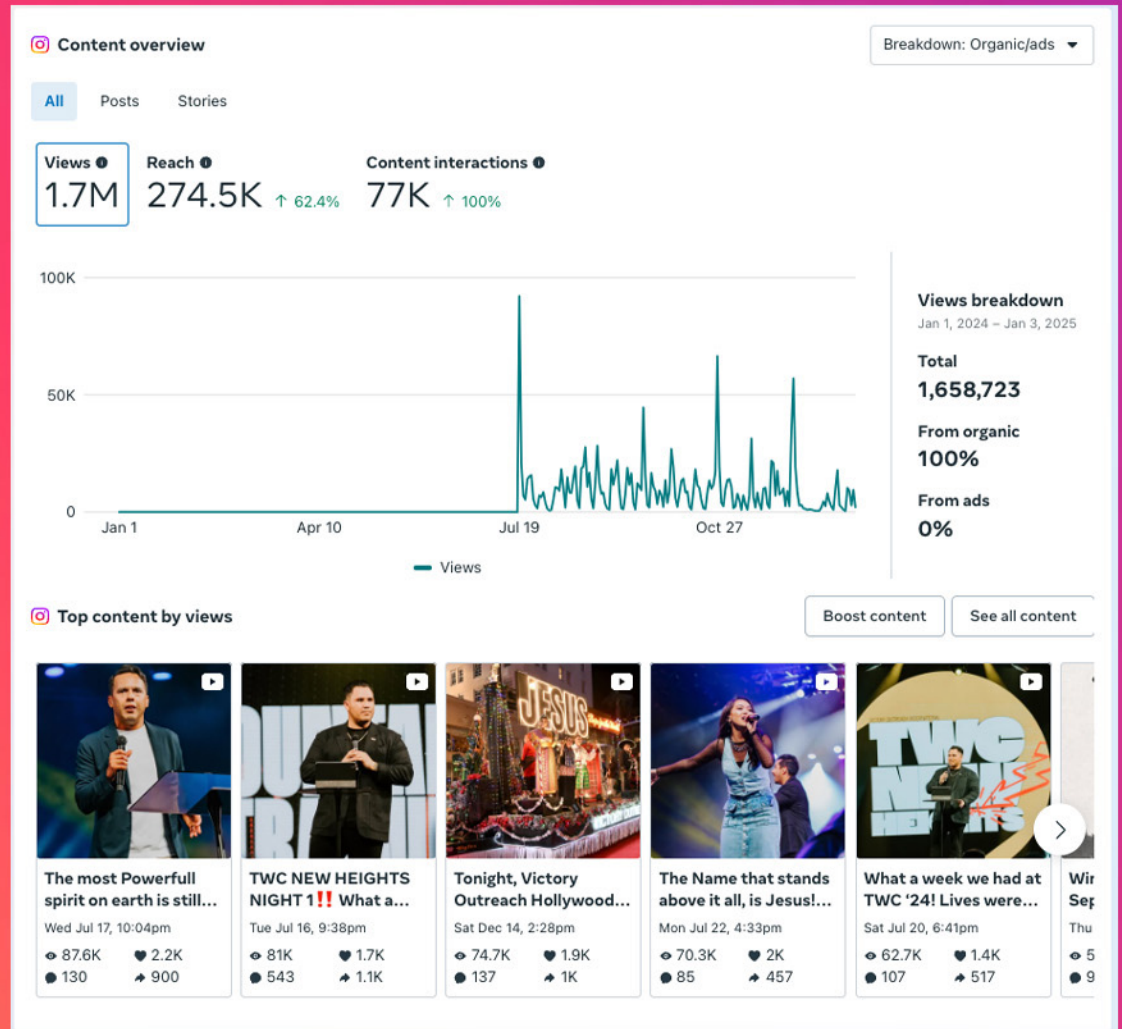 Content overview
Breakdown: Organic/ads
All
Posts
Stories
Views
Reach
Content interactions
1.7M
274.5K ↑ 62.4%
77K ↑ 100%
100K
50K
0
Jan 1
Apr 10
Jul 19
Oct 27
Views
Views breakdown
Jan 1, 2024 – Jan 3, 2025
Total
1,658,723
From organic
100%
From ads
0%
Top content by views
Boost content
See all content
The most Powerfull
spirit on earth is still...
Wed Jul 17, 10:04pm
87.6K 2.2K
130 900
TWC NEW HEIGHTS
NIGHT 1‼️ What a...
Tue Jul 16, 9:38pm
81K 1.7K
543 1.1K
JESUS
Tonight, Victory
Outreach Hollywood...
Sat Dec 14, 2:28pm
74.7K 1.9K
137 1K
The Name that stands
above it all, is Jesus!...
Mon Jul 22, 4:33pm
70.3K 2K
85 457
TWC
What a week we had at
TWC ‘24! Lives were...
Sat Jul 20, 6:41pm
62.7K 1.4K
107 517
Thu
5
9